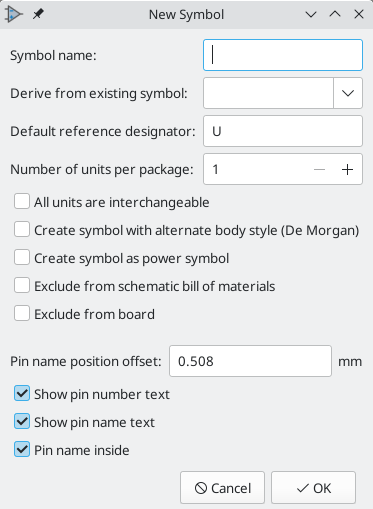 New Symbol
Symbol name:
Derive from existing symbol:
Default reference designator: U
Number of units per package: 1
All units are interchangeable
Create symbol with alternate body style (De Morgan)
Create symbol as power symbol
Exclude from schematic bill of materials
Exclude from board
Pin name position offset: 0.508 mm
Show pin number text
Show pin name text
Pin name inside
Cancel OK